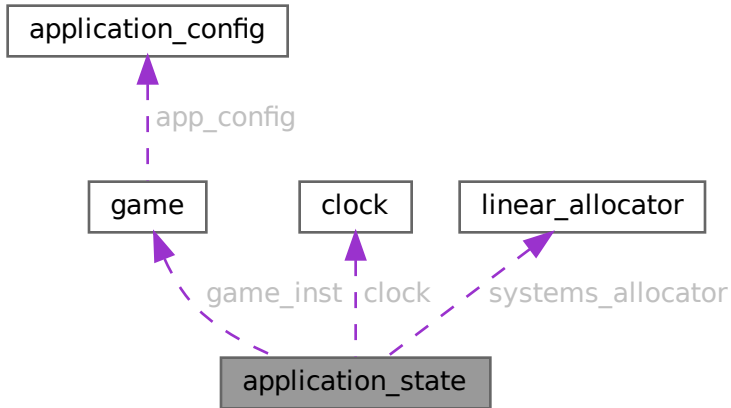 application_config
app_config
game
clock
linear_allocator
game_inst
clock
systems_allocator
application_state